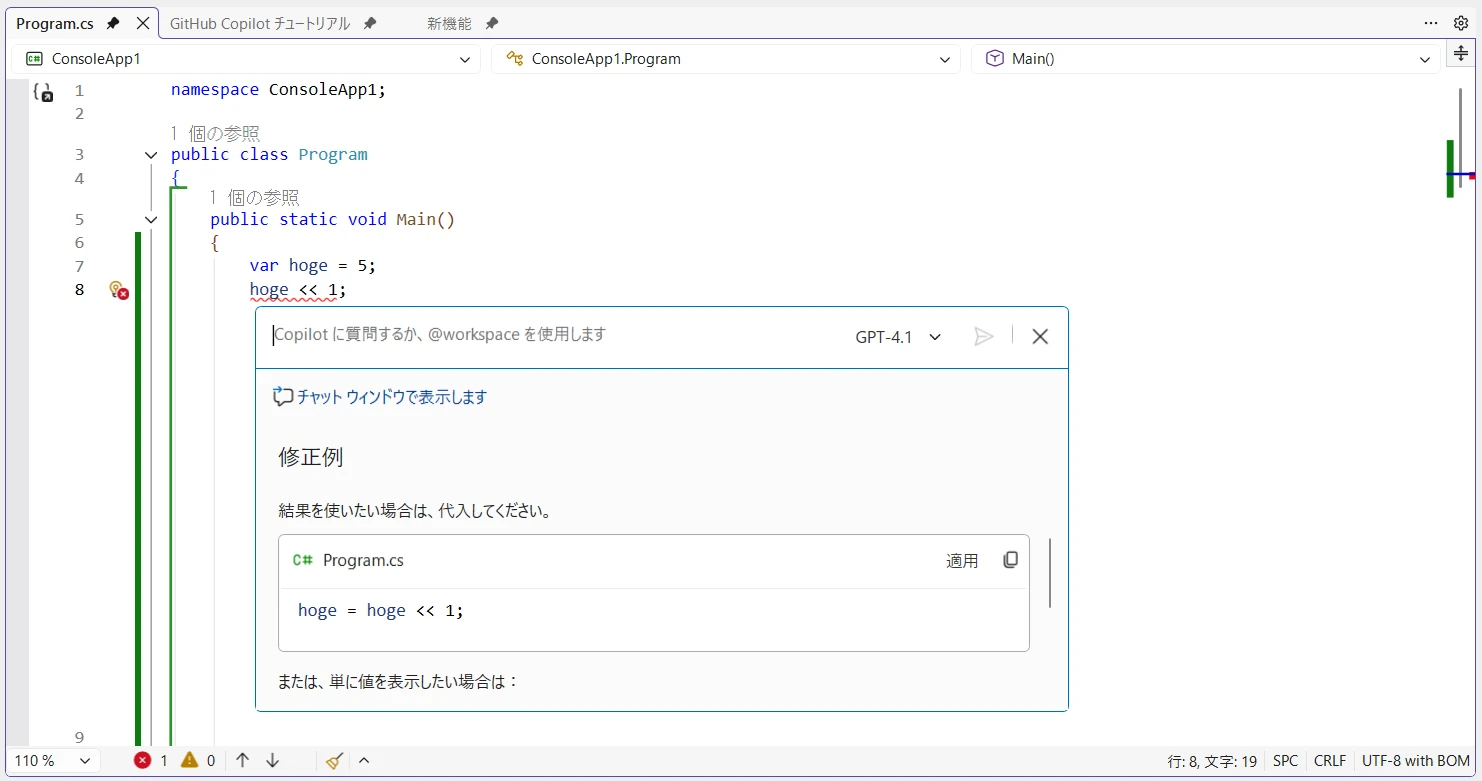 Program.cs
GitHub Copilot チュートリアル
新機能
ConsoleApp1
ConsoleApp1.Program
Main()
1 namespace ConsoleApp1;
2
1 個の参照
3 public class Program
4 {
1 個の参照
5 public static void Main()
6 {
7 var hoge = 5;
8 hoge << 1;
Copilot に質問するか、@workspace を使用します
GPT-4.1
チャット ウィンドウで表示します
修正例
結果を使いたい場合は、代入してください。
C# Program.cs
適用
hoge = hoge << 1;
または、単に値を表示したい場合は：
9
110 %
1
0
行: 8, 文字: 19
SPC
CRLF
UTF-8 with BOM